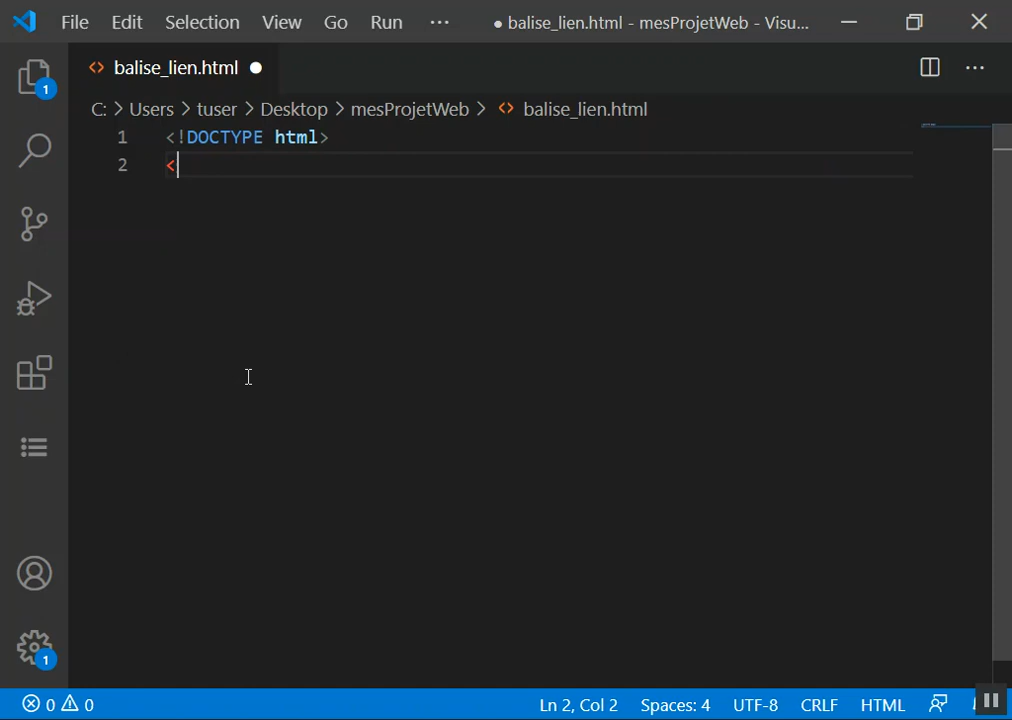 File Edit Selection View Go Run ··· ● balise_lien.html - mesProjetWeb - Visu...
balise_lien.html
C: > Users > tuser > Desktop > mesProjetWeb > balise_lien.html
1 <!DOCTYPE html>
2 <
1
1
0 0 Ln 2, Col 2 Spaces: 4 UTF-8 CRLF HTML